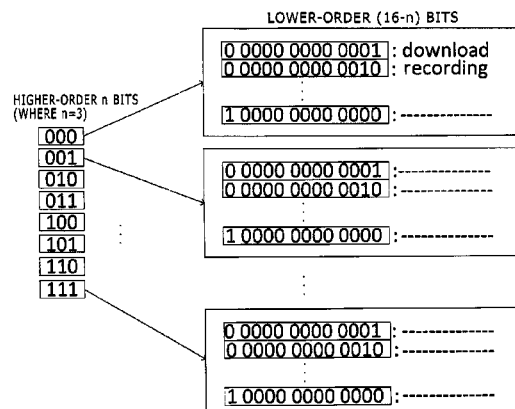 LOWER-ORDER (16-n) BITS
0 0000 0000 0001 : download
0 0000 0000 0010 : recording
1 0000 0000 0000 : -------------
HIGHER-ORDER n BITS
(WHERE n=3)
000
001
010
011
100
101
110
111
0 0000 0000 0001 : -------------
0 0000 0000 0010 : -------------
1 0000 0000 0000 : -------------
0 0000 0000 0001 : -------------
0 0000 0000 0010 : -------------
1 0000 0000 0000 : -------------